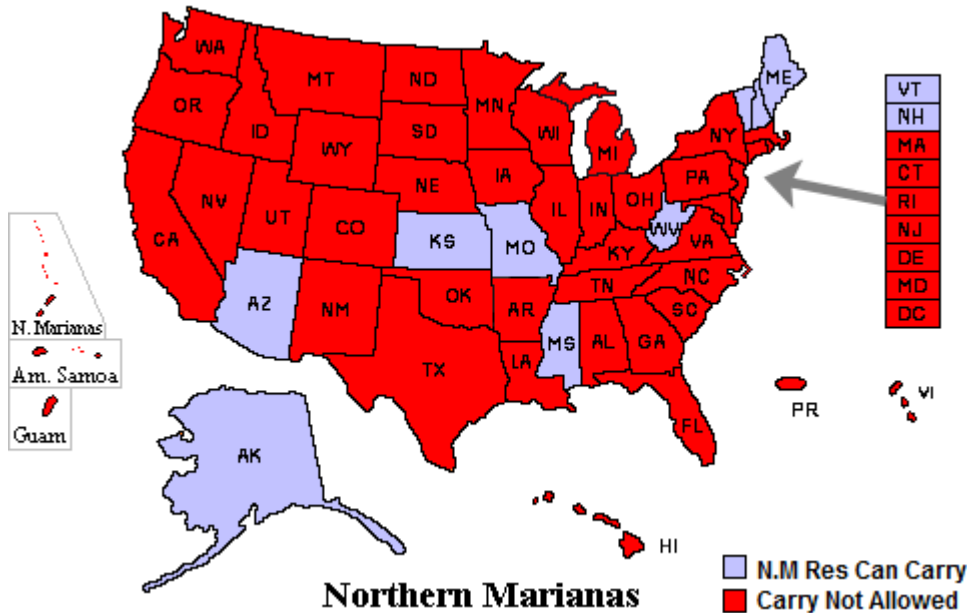 WA
MT
ND
MN
ME
OR
ID
WY
SD
WI
MI
NY
VT
NH
MA
CT
RI
NJ
DE
MD
DC
NV
UT
CO
NE
IA
IL
IN
OH
PA
CA
AZ
NM
KS
MO
KY
WV
VA
OK
AR
TN
NC
SC
TX
LA
MS
AL
GA
FL
N. Marianas
Am. Samoa
Guam
AK
HI
PR
VI
Northern Marianas
N.M Res Can Carry
Carry Not Allowed